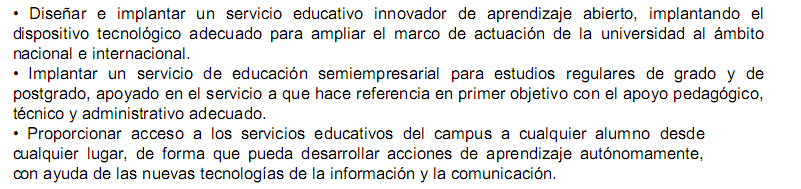 • Diseñar e implantar un servicio educativo innovador de aprendizaje abierto, implantando el
dispositivo tecnológico adecuado para ampliar el marco de actuación de la universidad al ámbito
nacional e internacional.
• Implantar un servicio de educación semiempresarial para estudios regulares de grado y de
postgrado, apoyado en el servicio a que hace referencia en primer objetivo con el apoyo pedagógico,
técnico y administrativo adecuado.
• Proporcionar acceso a los servicios educativos del campus a cualquier alumno desde
cualquier lugar, de forma que pueda desarrollar acciones de aprendizaje autónomamente,
con ayuda de las nuevas tecnologías de la información y la comunicación.